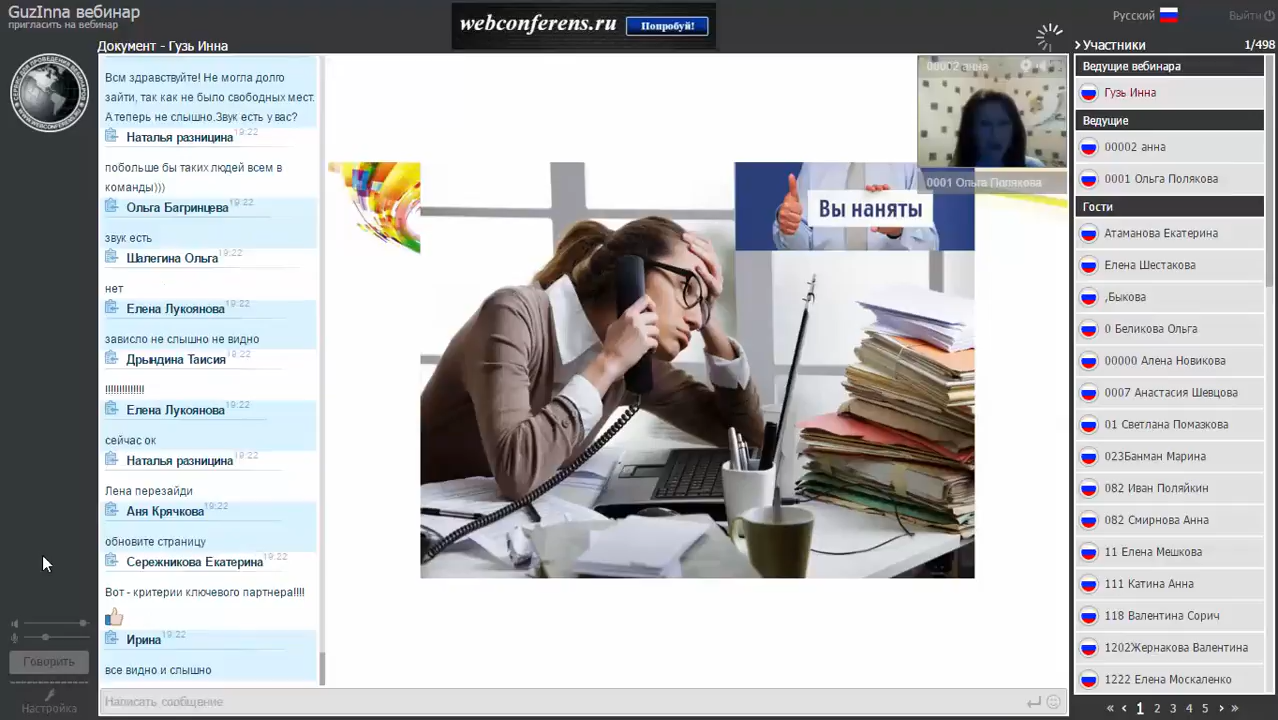 GuzInna вебинар
пригласить на вебинар
webconferens.ru Попробуй!
Русский
Выйти
Документ - Гузь Инна
Всм здравствуйте! Не могла долго
зайти, так как не было свободных мест.
А теперь не слышно.Звук есть у вас?
Наталья разницина 19:22
побольше бы таких людей всем в
команды)))
Ольга Багринцева 19:22
звук есть
Шалегина Ольга 19:22
нет
Елена Лукоянова 19:22
зависло не слышно не видно
Дрындина Таисия 19:22
!!!!!!!!!!!!!!
Елена Лукоянова 19:22
сейчас ок
Наталья разницина 19:22
Лена перезайди
Аня Крячкова 19:22
обновите страницу
Сережникова Екатерина 19:22
Вот - критерии ключевого партнера!!!!
Ирина 19:22
все видно и слышно
Написать сообщение
Говорить
Настройка
00002 анна
0001 Ольга Полякова
Вы наняты
Участники 1/498
Ведущие вебинара
Гузь Инна
Ведущие
00002 анна
0001 Ольга Полякова
Гости
Атаманова Екатерина
Елена Шестакова
,Быкова
0 Беликова Ольга
00000 Алена Новикова
0007 Анастасия Шевцова
01 Светлана Помазкова
023Банман Марина
082 Иван Поляйкин
082 Смирнова Анна
11 Елена Мешкова
111 Катина Анна
118 Валентина Сорич
1202Жернакова Валентина
1222 Елена Москаленко
« ‹ 1 2 3 4 5 › »